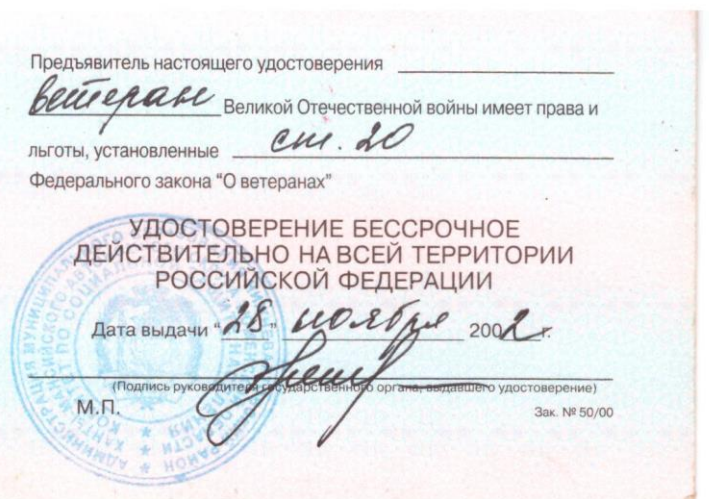 Предъявитель настоящего удостоверения
ветеран Великой Отечественной войны имеет права и
льготы, установленные ст. 20
Федерального закона "О ветеранах"
УДОСТОВЕРЕНИЕ БЕССРОЧНОЕ
ДЕЙСТВИТЕЛЬНО НА ВСЕЙ ТЕРРИТОРИИ
РОССИЙСКОЙ ФЕДЕРАЦИИ
Дата выдачи "28" ноября 2002 г.
(Подпись руководителя государственного органа, выдавшего удостоверение)
М.П.
Зак. № 50/00
АДМИНИСТРАЦИЯ МУНИЦИПАЛЬНОГО